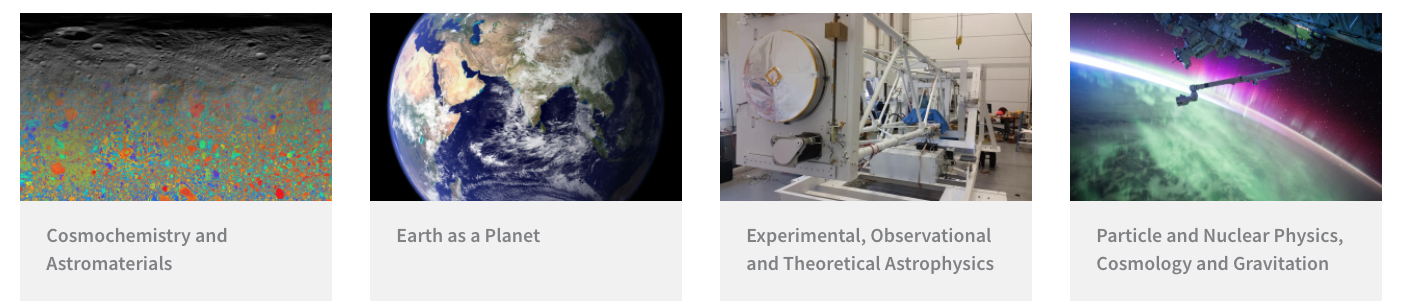 Cosmochemistry and
Astromaterials
Earth as a Planet
Experimental, Observational
and Theoretical Astrophysics
Particle and Nuclear Physics,
Cosmology and Gravitation